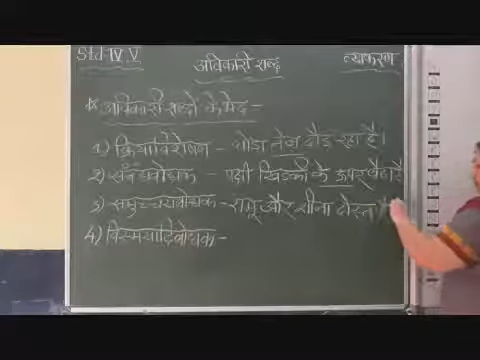 Std-IV V अविकारी शब्द व्याकरण
* अविकारी शब्दों के भेद -
1) क्रियाविशेषण - घोडा तेज दौड़ रहा है।
2) संबंधबोधक - पक्षी खिड़की के ऊपर बैठा है
3) समुच्चयबोधक - रामू और शीना दोस्त
4) विस्मयादिबोधक -